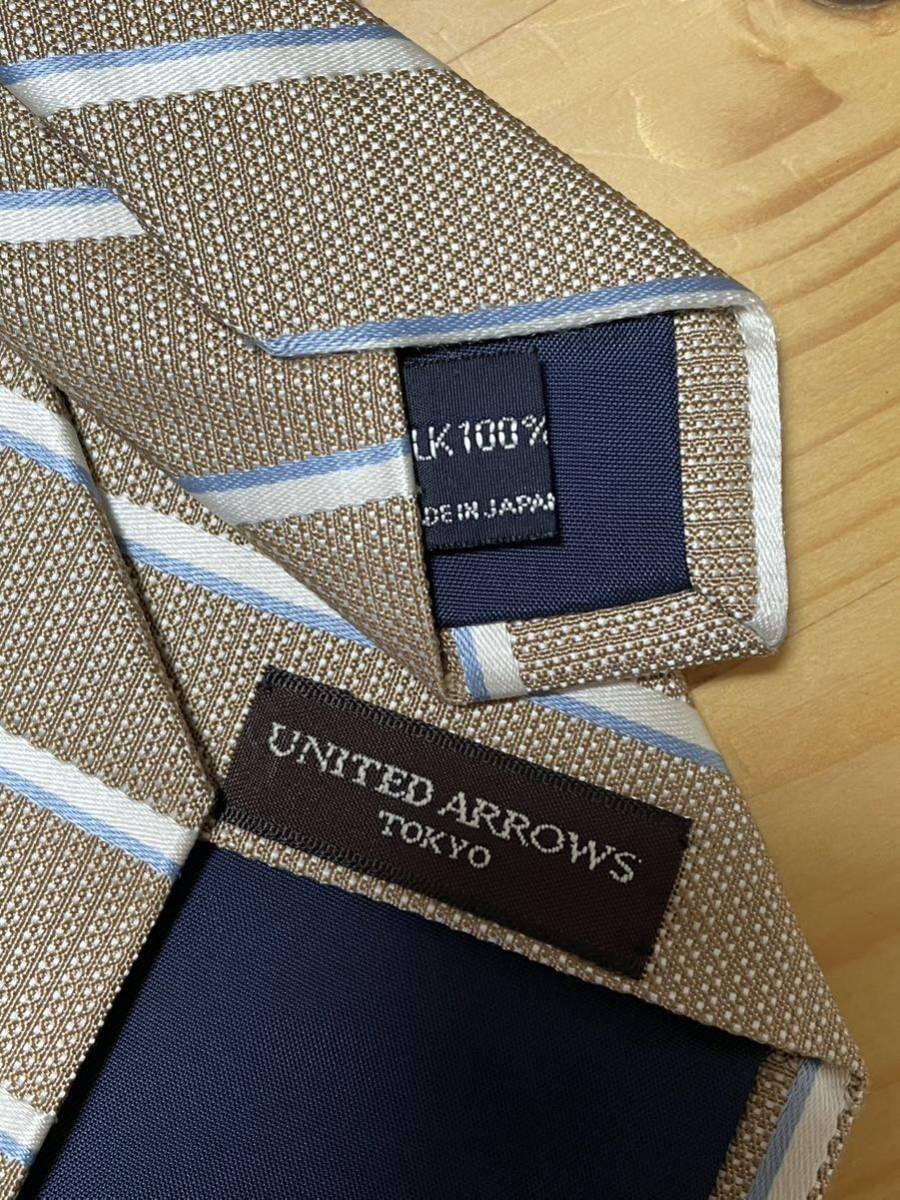 LK100%
DE IN JAPAN
UNITED ARROWS
TOKYO